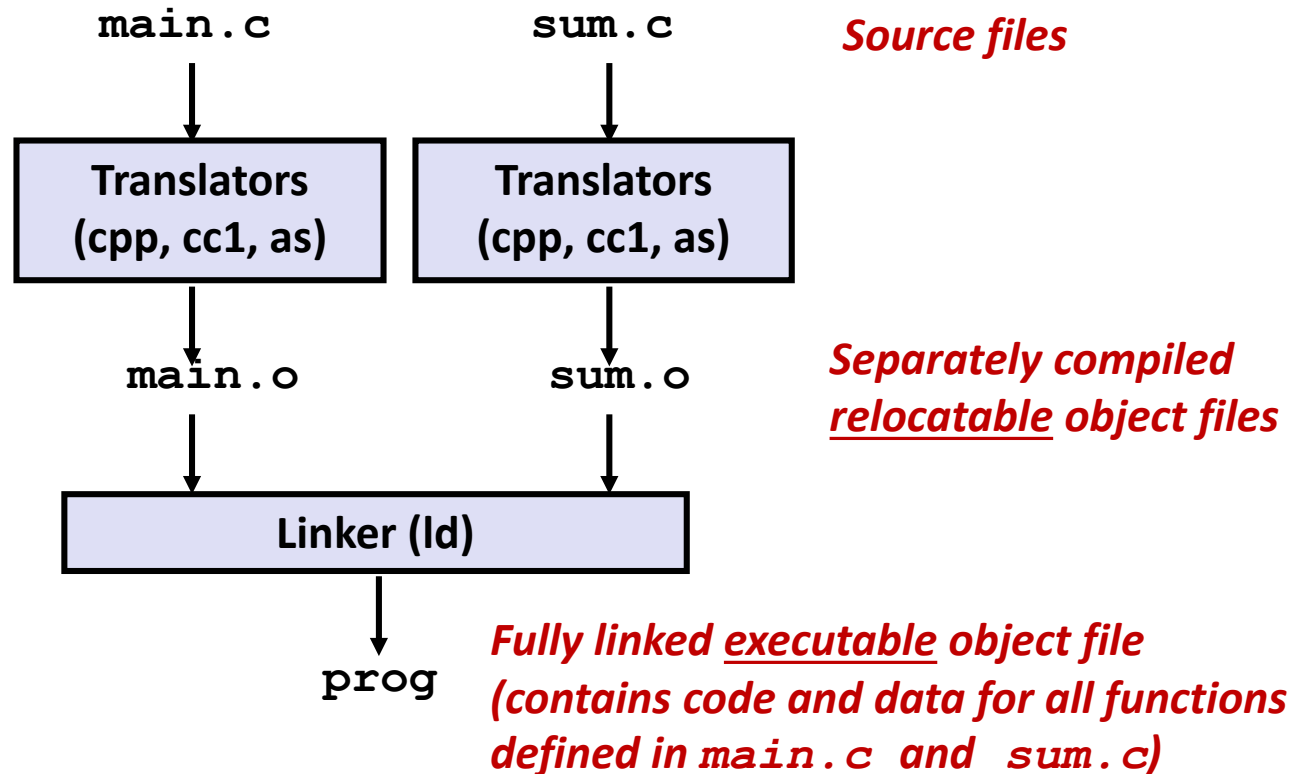 main.c sum.c Source files
Translators
(cpp, cc1, as)
Translators
(cpp, cc1, as)
main.o sum.o
Separately compiled
relocatable object files
Linker (ld)
prog
Fully linked executable object file
(contains code and data for all functions
defined in main.c and sum.c)